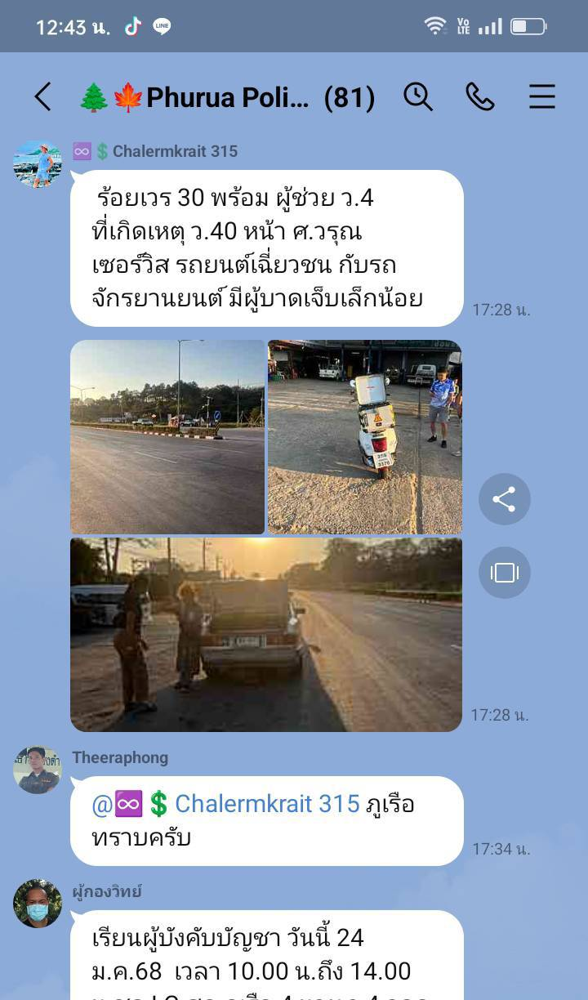 12:43 น. LINE Vo LTE
🌲🍁Phurua Poli... (81)
♾️💲Chalermkrait 315
ร้อยเวร 30 พร้อม ผู้ช่วย ว.4
ที่เกิดเหตุ ว.40 หน้า ศ.วรุณ
เซอร์วิส รถยนต์เฉี่ยวชน กับรถ
จักรยานยนต์ มีผู้บาดเจ็บเล็กน้อย
17:28 น.
17:28 น.
Theeraphong
@♾️💲Chalermkrait 315 ภูเรือ
ทราบครับ
17:34 น.
ผู้กองวิทย์
เรียนผู้บังคับบัญชา วันนี้ 24
ม.ค.68 เวลา 10.00 น.ถึง 14.00